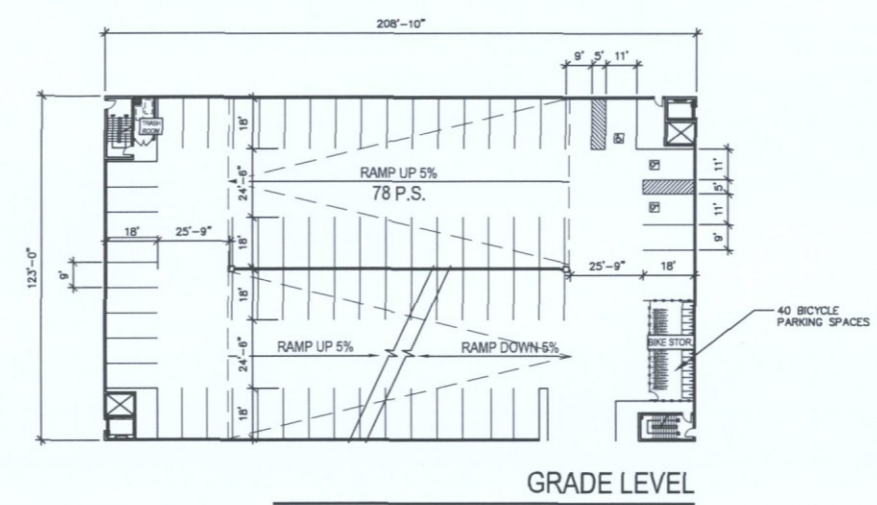 208'-10"
9' 5' 11'
TRASH
ROOM
18'
RAMP UP 5%
78 P.S.
24'-6"
18'
11'
5'
11'
9'
18' 25'-9"
25'-9" 18'
123'-0"
9'
18'
40 BICYCLE
PARKING SPACES
BIKE STOR.
RAMP UP 5% RAMP DOWN 5%
24'-6"
18'
GRADE LEVEL